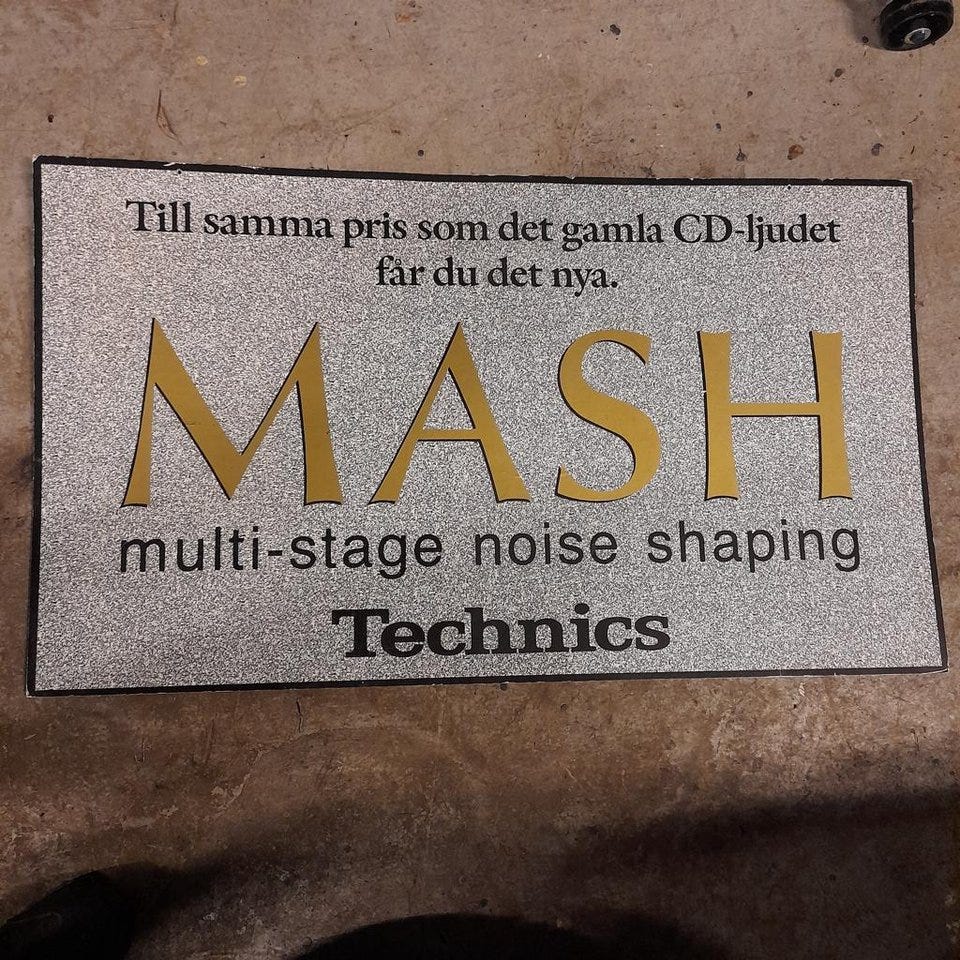 Till samma pris som det gamla CD-ljudet
får du det nya.
MASH
multi-stage noise shaping
Technics